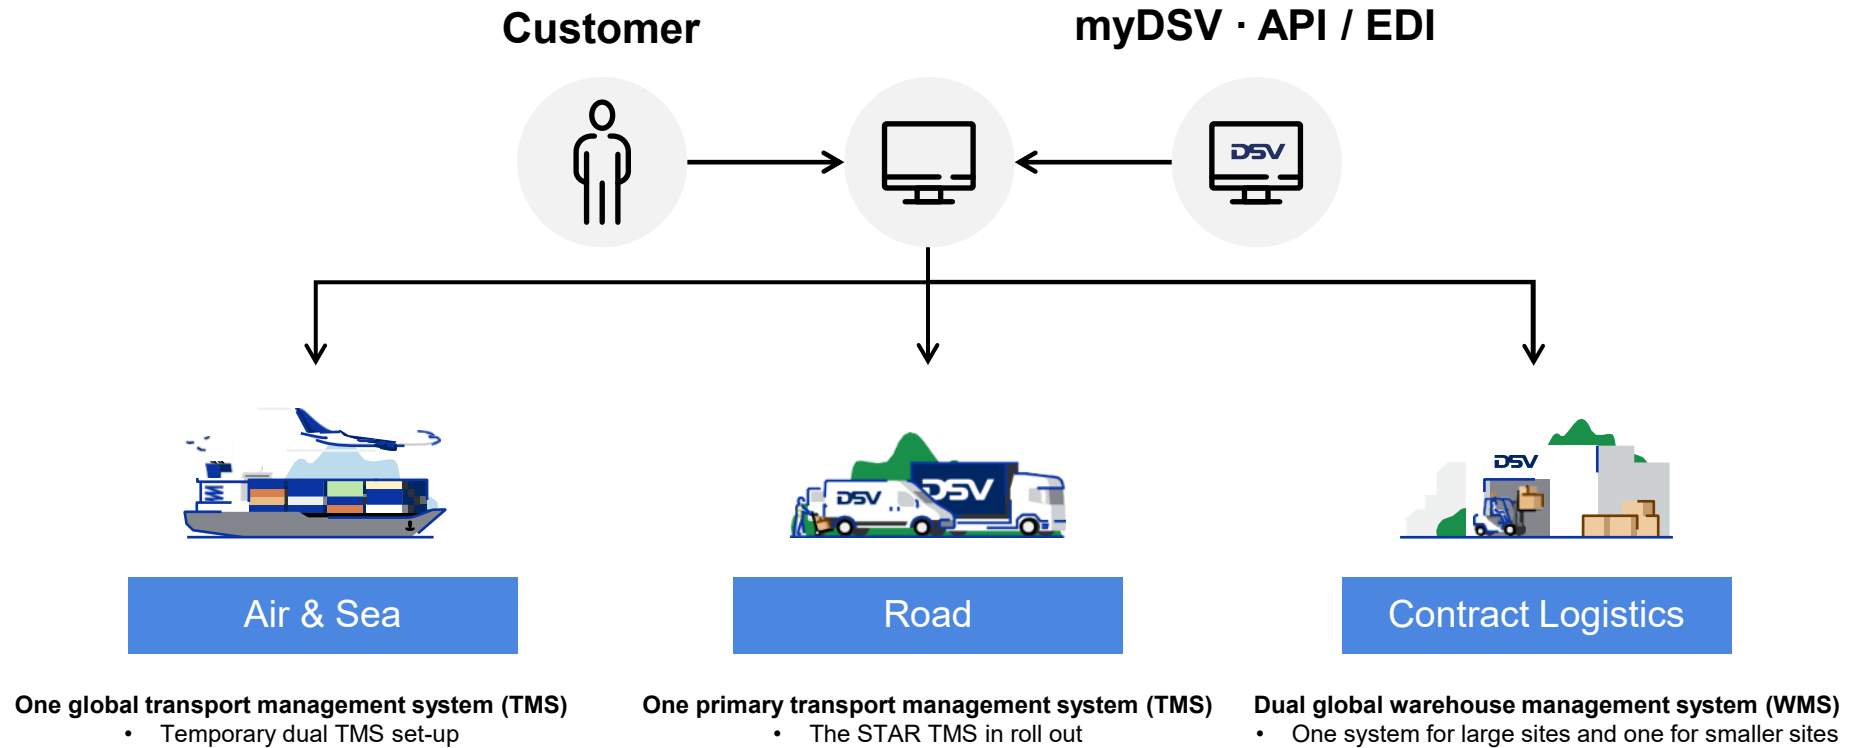 Customer
myDSV · API / EDI
DSV
DSV
DSV
DSV
Air & Sea
Road
Contract Logistics
One global transport management system (TMS)
• Temporary dual TMS set-up
One primary transport management system (TMS)
• The STAR TMS in roll out
Dual global warehouse management system (WMS)
• One system for large sites and one for smaller sites